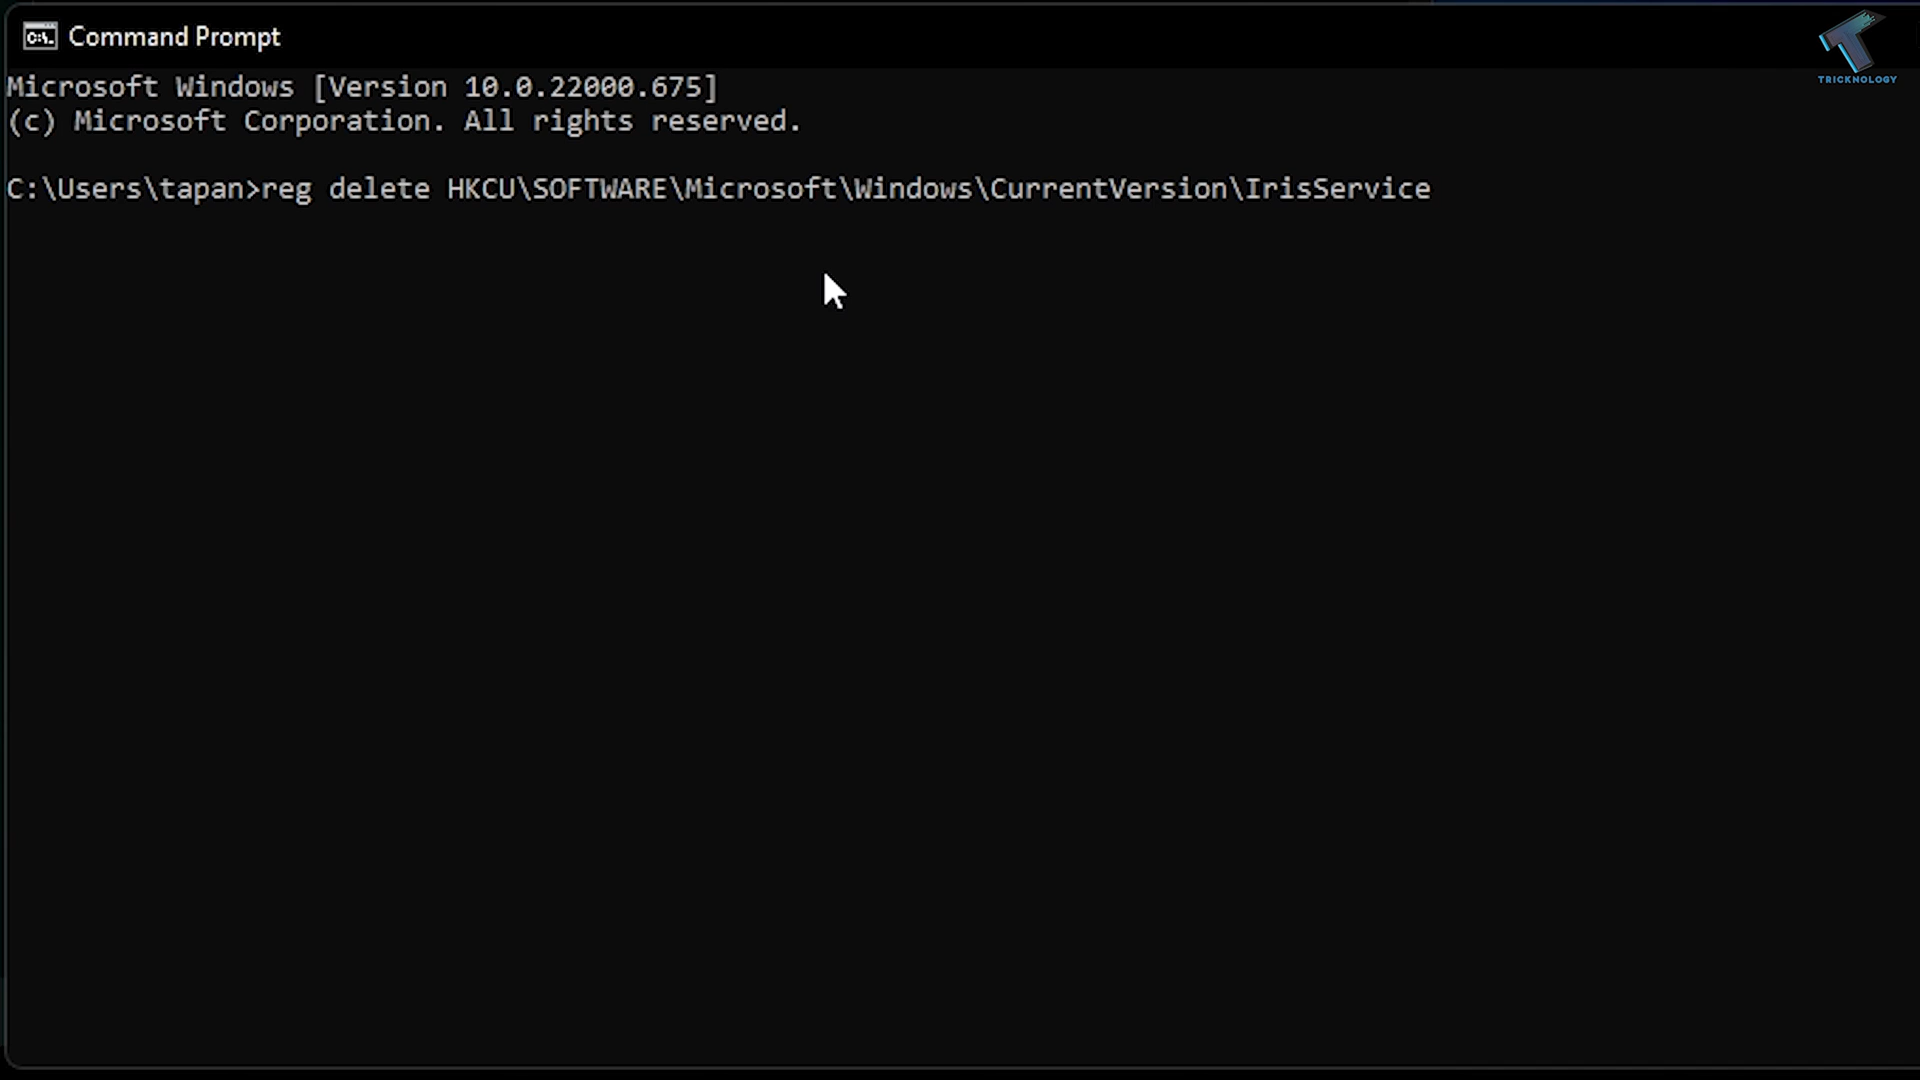 Command Prompt
TRICKNOLOGY
Microsoft Windows [Version 10.0.22000.675]
(c) Microsoft Corporation. All rights reserved.
C:\Users\tapan>reg delete HKCU\SOFTWARE\Microsoft\Windows\CurrentVersion\IrisService